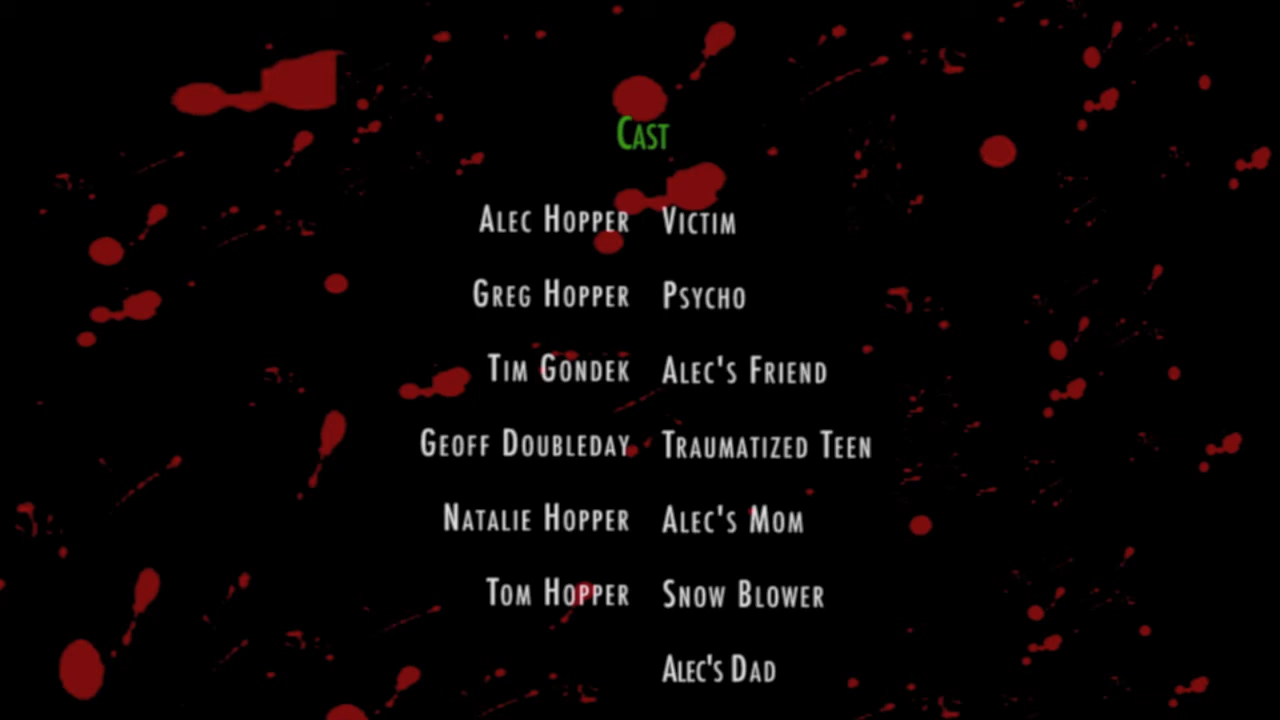 Cast
Alec Hopper Victim
Greg Hopper Psycho
Tim Gondek Alec's Friend
Geoff Doubleday Traumatized Teen
Natalie Hopper Alec's Mom
Tom Hopper Snow Blower
Alec's Dad